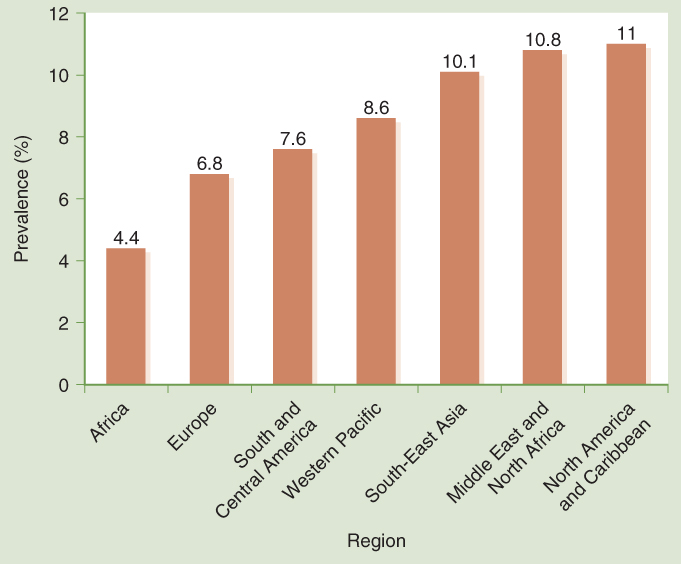 12
10
8
6
4
2
0
Prevalence (%)
4.4
6.8
7.6
8.6
10.1
10.8
11
Africa
Europe
South and
Central America
Western Pacific
South-East Asia
Middle East and
North Africa
North America
and Caribbean
Region